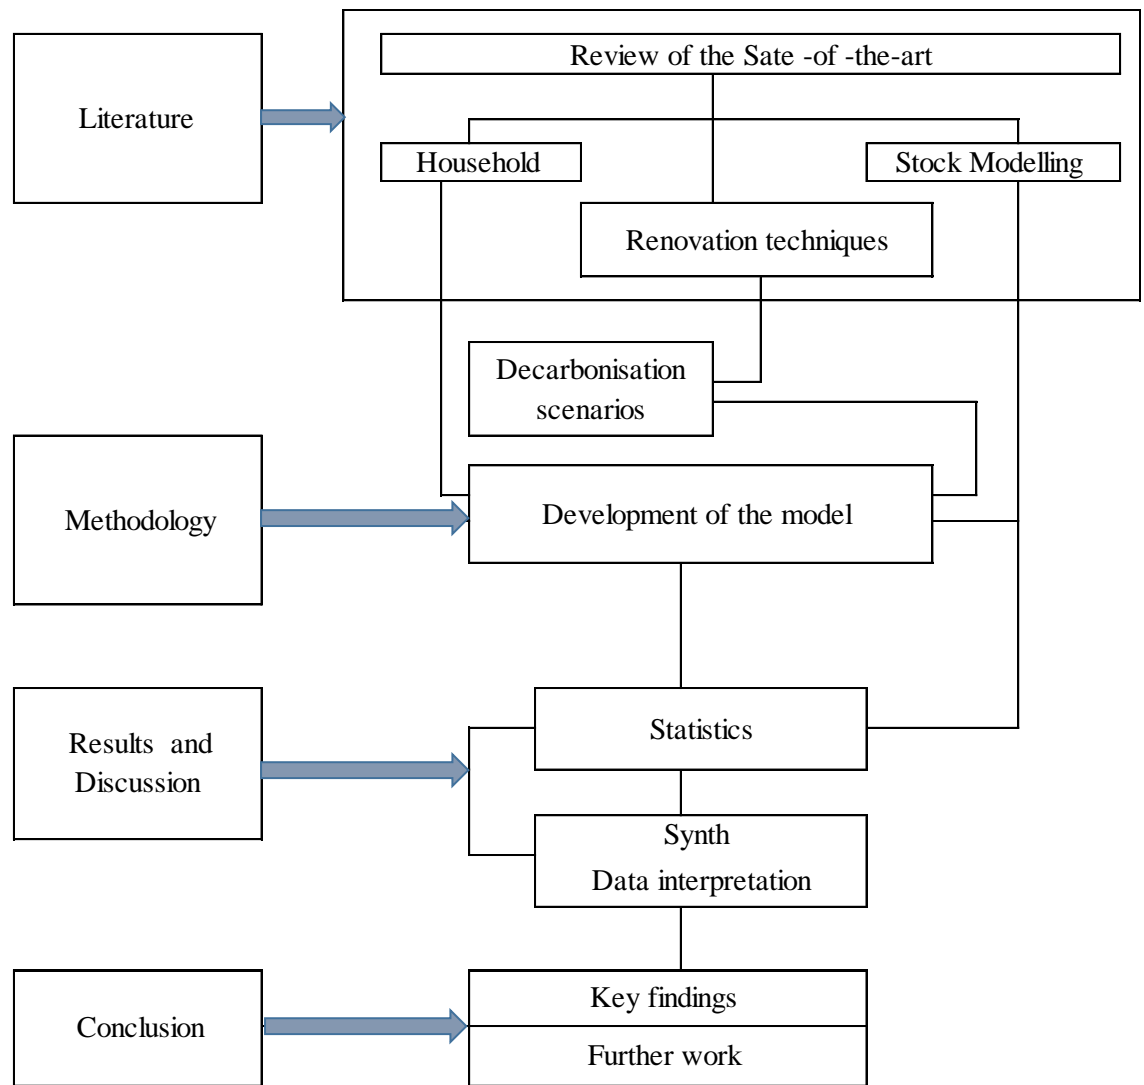 Review of the Sate -of -the-art
Literature
Household
Stock Modelling
Renovation techniques
Decarbonisation
scenarios
Methodology
Development of the model
Results and
Discussion
Statistics
Synth
Data interpretation
Conclusion
Key findings
Further work